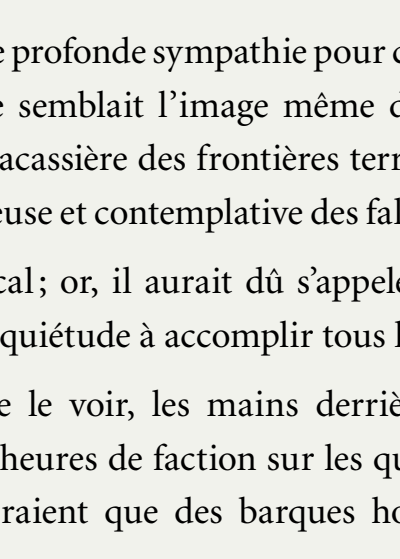 e profonde sympathie pour c
e semblait l’image même d
acassière des frontières terr
euse et contemplative des fal
cal ; or, il aurait dû s’appele
quiétude à accomplir tous l
e le voir, les mains derriè
heures de faction sur les qu
raient que des barques ho